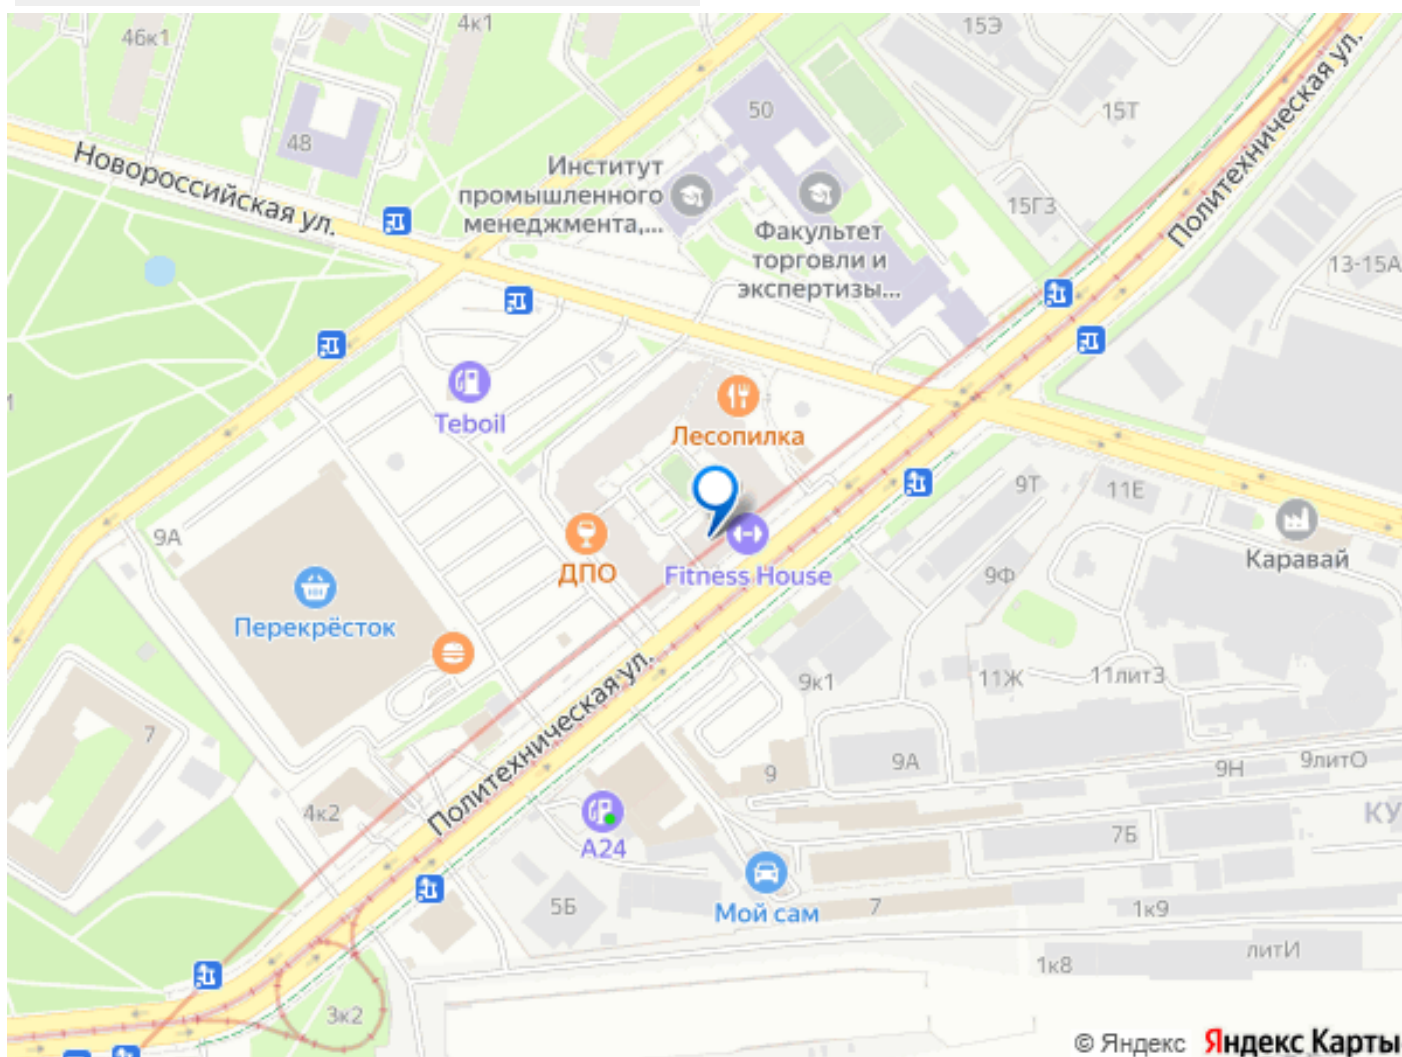 4к1
46к1
15Э
50
15Т
Политехническая ул.
48
Новороссийская ул.
Институт
промышленного
менеджмента,...
15Г3
Факультет
торговли и
экспертизы...
13-15А
Teboil
Лесопилка
9Т
11Е
9А
Каравай
ДПО
Fitness House
9Ф
Перекрёсток
11Ж
11лит3
9к1
7
Политехническая ул.
9А
9
9Н
9литО
4к2
КУ
7Б
А24
5Б
Мой сам
7
1к9
литИ
1к8
3к2
© Яндекс Яндекс Карты